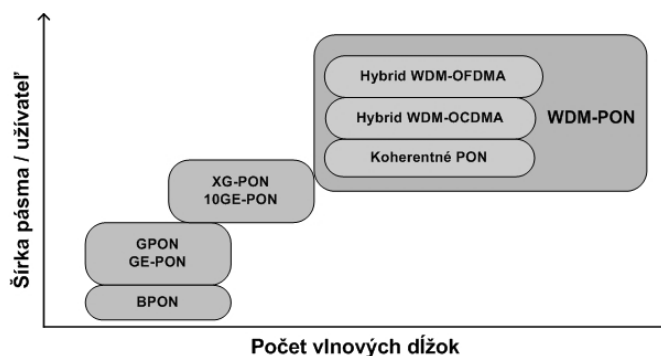 Šírka pásma / užívateľ
Hybrid WDM-OFDMA
Hybrid WDM-OCDMA
WDM-PON
Koherentné PON
XG-PON
10GE-PON
GPON
GE-PON
BPON
Počet vlnových dĺžok